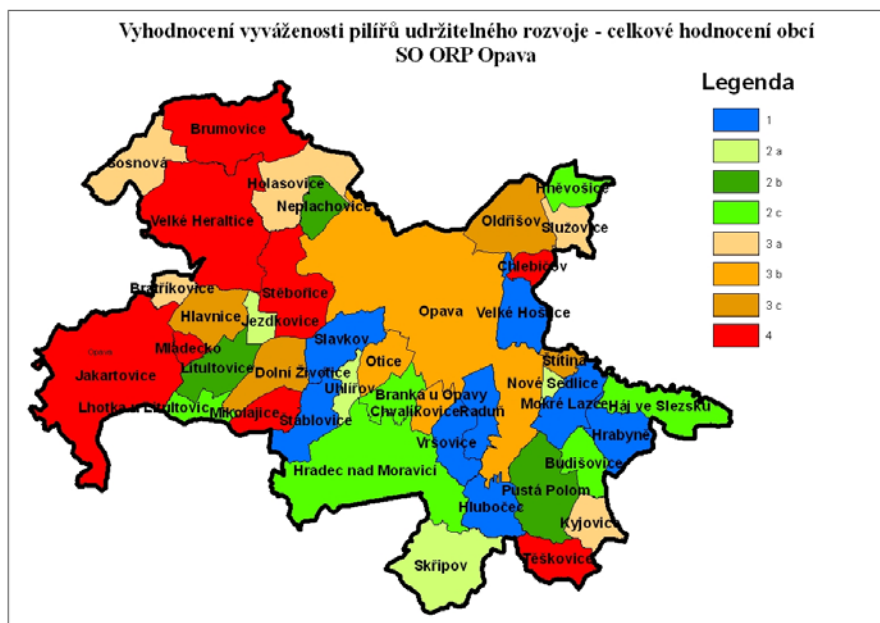 Vyhodnocení vyváženosti pilířů udržitelného rozvoje - celkové hodnocení obcí
SO ORP Opava
Legenda
1
2 a
2 b
2 c
3 a
3 b
3 c
4
Brumovice
Sosnová
Holasovice
Neplachovice
Velké Heraltice
Hněvošice
Oldřišov
Služovice
Chlebičov
Bratříkovice
Stěbořice
Opava
Velké Hoštice
Hlavnice
Jezdkovice
Slavkov
Mladecko
Opava
Jakartovice
Litultovice
Dolní Životice
Otice
Štítina
Uhlířov
Nové Sedlice
Branka u Opavy
Lhotka u Litultovic
Mikolajice
Štáblovice
Chvalíkovice
Raduň
Mokré Lazce
Háj ve Slezsku
Vršovice
Hrabyně
Hradec nad Moravicí
Budišovice
Pustá Polom
Hlubočec
Kyjovice
Skřipov
Těškovice